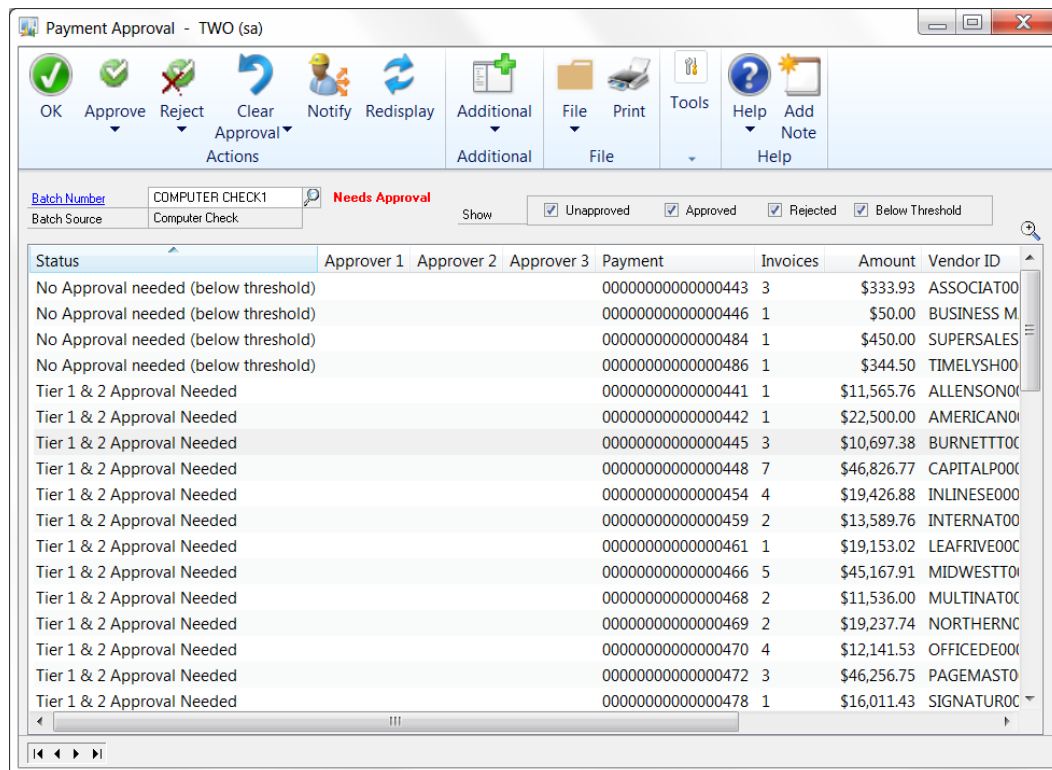 Payment Approval - TWO (sa)
OK Approve Reject Clear Approval Notify Redisplay Additional File Print Tools Help Add Note
Actions Additional File Help
Batch Number COMPUTER CHECK1 Needs Approval
Batch Source Computer Check Show Unapproved Approved Rejected Below Threshold
Status Approver 1 Approver 2 Approver 3 Payment Invoices Amount Vendor ID
No Approval needed (below threshold) 00000000000000443 3 $333.93 ASSOCIAT00
No Approval needed (below threshold) 00000000000000446 1 $50.00 BUSINESS M
No Approval needed (below threshold) 00000000000000484 1 $450.00 SUPERSALES
No Approval needed (below threshold) 00000000000000486 1 $344.50 TIMELYSH00
Tier 1 & 2 Approval Needed 00000000000000441 1 $11,565.76 ALLENSON0
Tier 1 & 2 Approval Needed 00000000000000442 1 $22,500.00 AMERICAN0
Tier 1 & 2 Approval Needed 00000000000000445 3 $10,697.38 BURNETTT00
Tier 1 & 2 Approval Needed 00000000000000448 7 $46,826.77 CAPITALP000
Tier 1 & 2 Approval Needed 00000000000000454 4 $19,426.88 INLINESE000
Tier 1 & 2 Approval Needed 00000000000000459 2 $13,589.76 INTERNAT00
Tier 1 & 2 Approval Needed 00000000000000461 1 $19,153.02 LEAFRIVE000
Tier 1 & 2 Approval Needed 00000000000000466 5 $45,167.91 MIDWESTT0
Tier 1 & 2 Approval Needed 00000000000000468 2 $11,536.00 MULTINAT00
Tier 1 & 2 Approval Needed 00000000000000469 2 $19,237.74 NORTHERN0
Tier 1 & 2 Approval Needed 00000000000000470 4 $12,141.53 OFFICEDE000
Tier 1 & 2 Approval Needed 00000000000000472 3 $46,256.75 PAGEMAST0
Tier 1 & 2 Approval Needed 00000000000000478 1 $16,011.43 SIGNATUR00